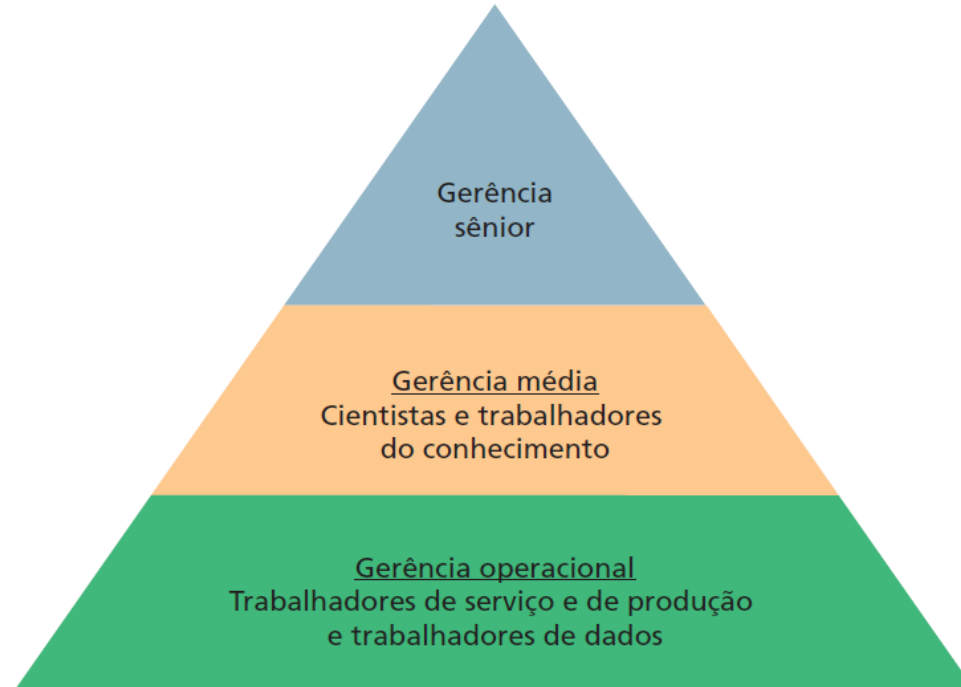 Gerência
sênior
Gerência média
Cientistas e trabalhadores
do conhecimento
Gerência operacional
Trabalhadores de serviço e de produção
e trabalhadores de dados